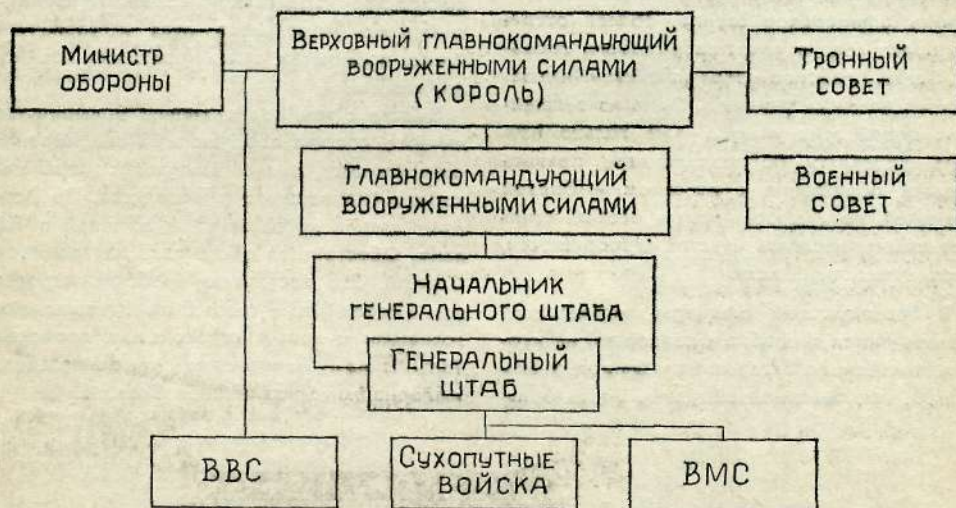 Министр
обороны
Верховный главнокомандующий
вооруженными силами
(король)
Тронный
совет
Главнокомандующий
вооруженными силами
Военный
совет
Начальник
генерального штаба
Генеральный
штаб
ВВС
Сухопутные
войска
ВМС